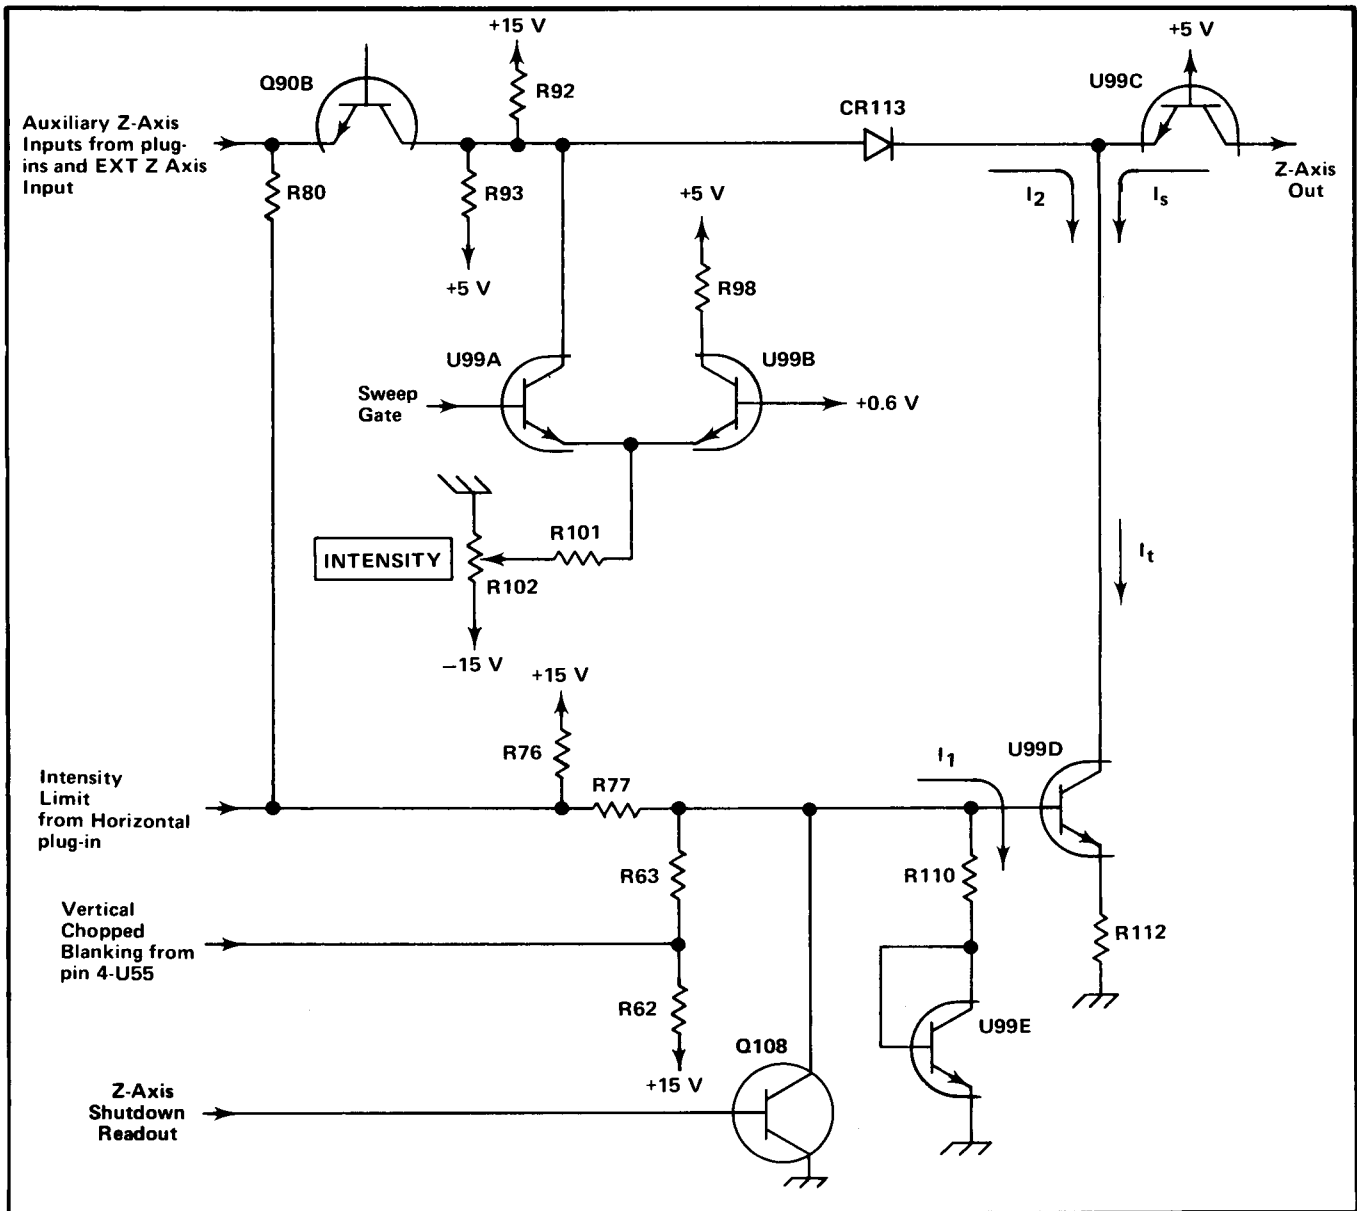 +15 V
+5 V
Q90B
R92
U99C
CR113
Auxiliary Z-Axis
Inputs from plug-
ins and EXT Z Axis
Input
R80
R93
+5 V
Z-Axis
Out
I2
Is
+5 V
R98
U99A
U99B
Sweep
Gate
+0.6 V
R101
INTENSITY
R102
It
−15 V
+15 V
R76
I1
U99D
Intensity
Limit
from Horizontal
plug-in
R77
R63
R110
Vertical
Chopped
Blanking from
pin 4-U55
R112
R62
U99E
Q108
+15 V
Z-Axis
Shutdown
Readout